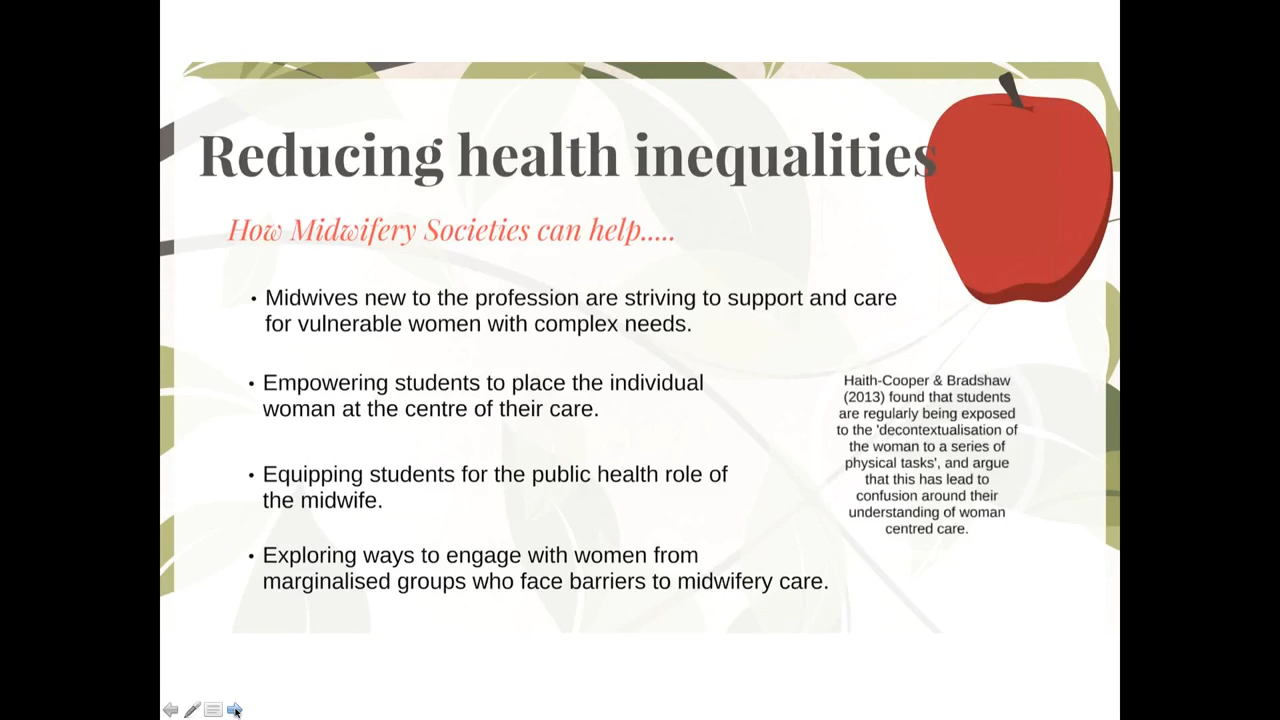 Reducing health inequalities
How Midwifery Societies can help.....
• Midwives new to the profession are striving to support and care
for vulnerable women with complex needs.
• Empowering students to place the individual
woman at the centre of their care.
• Equipping students for the public health role of
the midwife.
• Exploring ways to engage with women from
marginalised groups who face barriers to midwifery care.
Haith-Cooper & Bradshaw
(2013) found that students
are regularly being exposed
to the 'decontextualisation of
the woman to a series of
physical tasks', and argue
that this has lead to
confusion around their
understanding of woman
centred care.